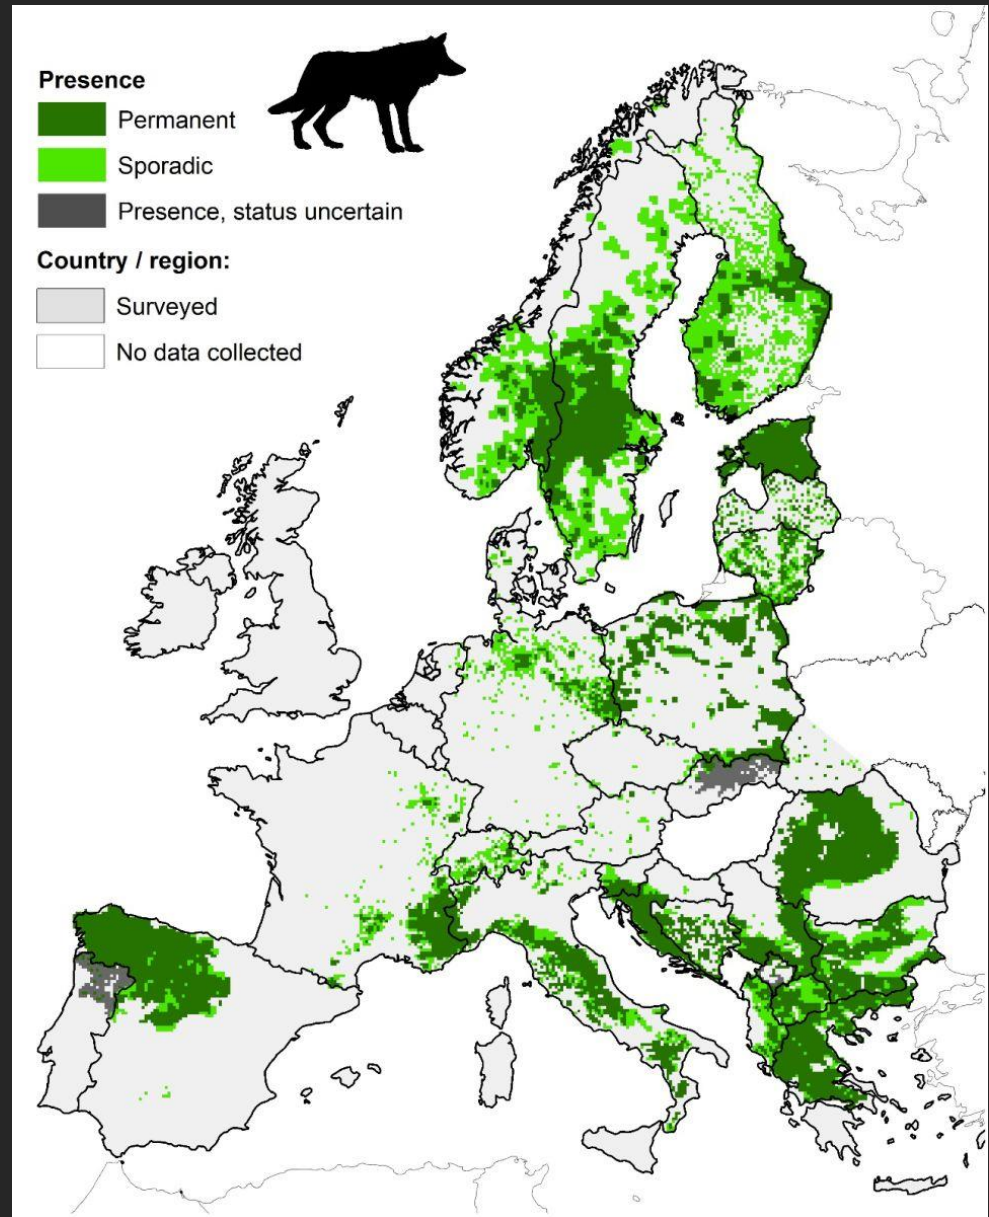 Presence
Permanent
Sporadic
Presence, status uncertain
Country / region:
Surveyed
No data collected